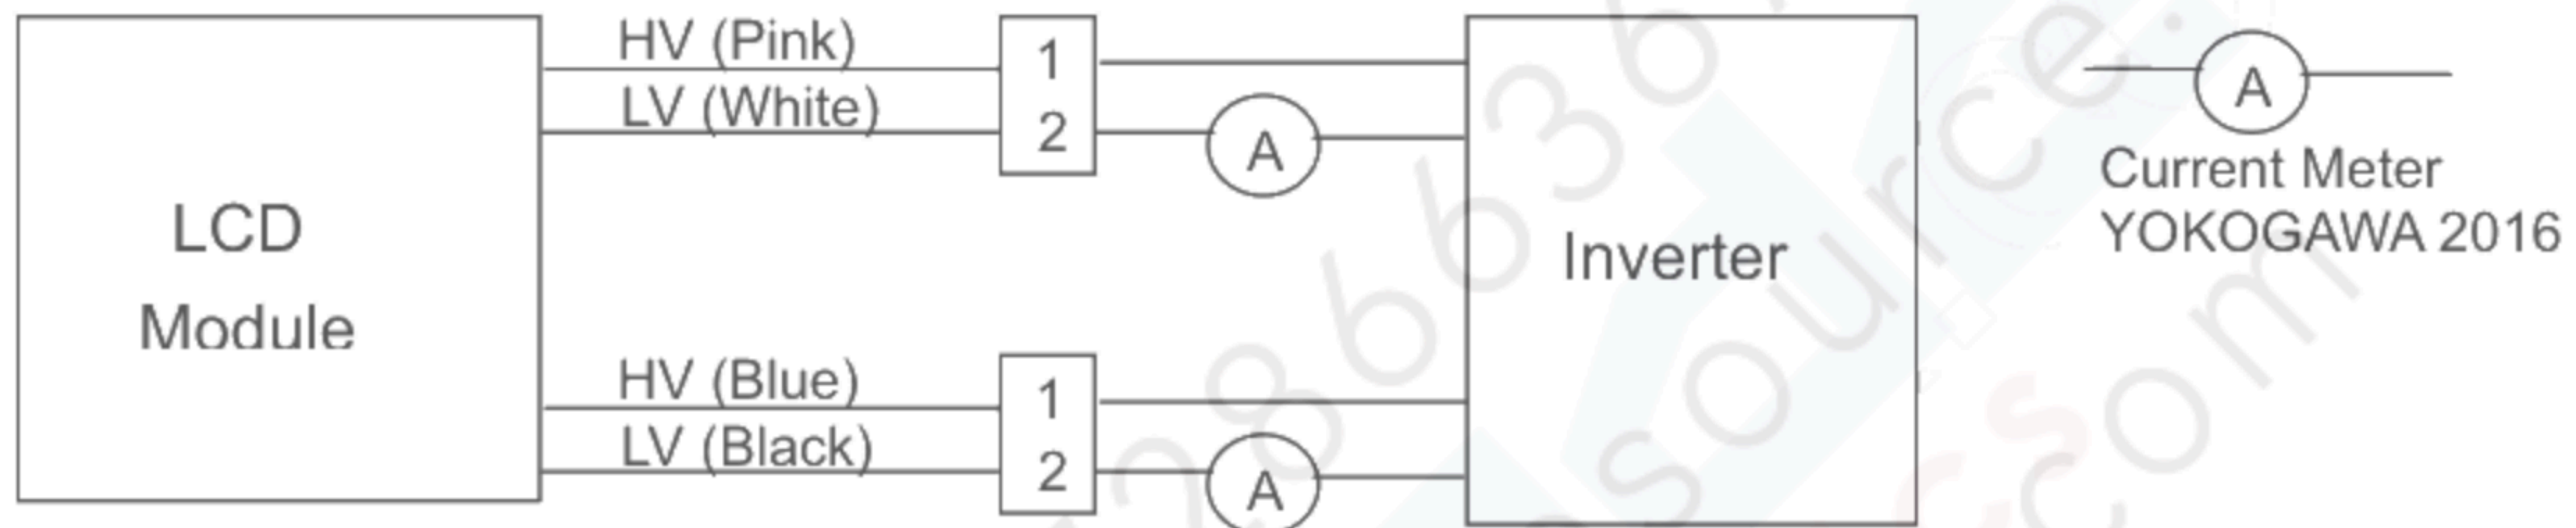 HV (Pink)
LV (White)
1
2
A
LCD
Module
HV (Blue)
LV (Black)
1
2
A
Inverter
A
Current Meter
YOKOGAWA 2016